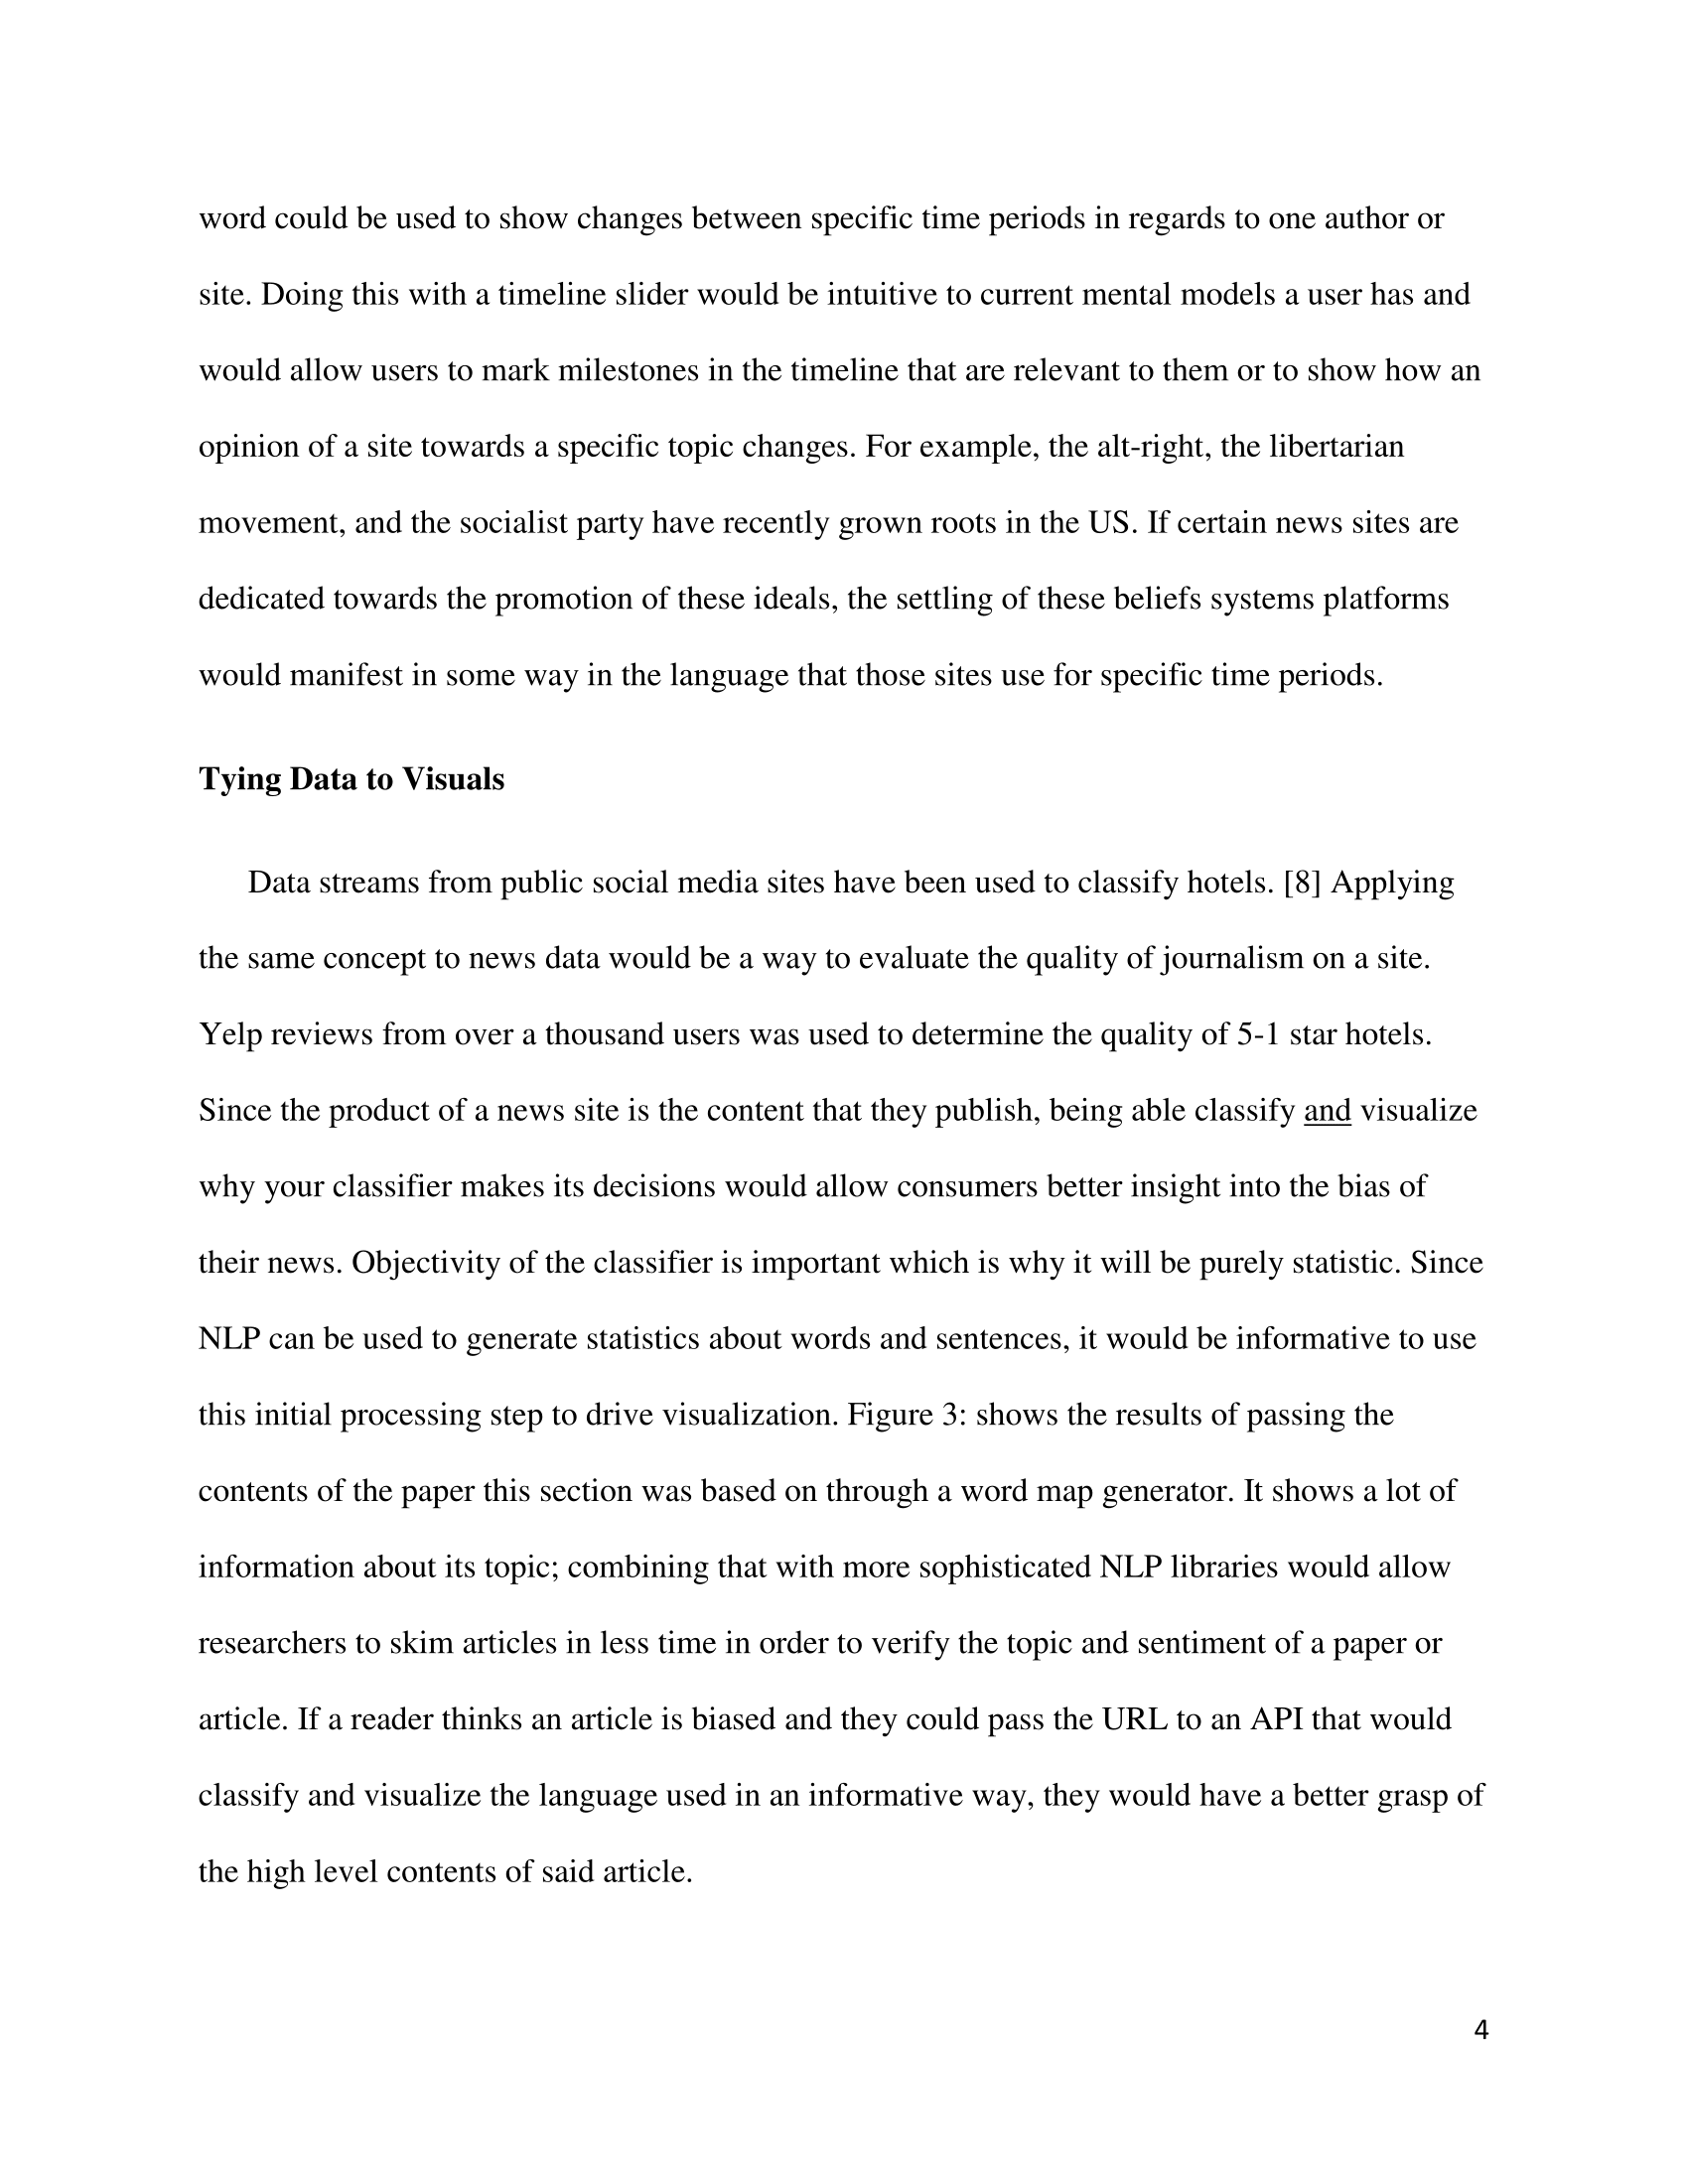 word could be used to show changes between specific time periods in regards to one author or
site. Doing this with a timeline slider would be intuitive to current mental models a user has and
would allow users to mark milestones in the timeline that are relevant to them or to show how an
opinion of a site towards a specific topic changes. For example, the alt-right, the libertarian
movement, and the socialist party have recently grown roots in the US. If certain news sites are
dedicated towards the promotion of these ideals, the settling of these beliefs systems platforms
would manifest in some way in the language that those sites use for specific time periods.
Tying Data to Visuals
Data streams from public social media sites have been used to classify hotels. [8] Applying
the same concept to news data would be a way to evaluate the quality of journalism on a site.
Yelp reviews from over a thousand users was used to determine the quality of 5-1 star hotels.
Since the product of a news site is the content that they publish, being able classify and visualize
why your classifier makes its decisions would allow consumers better insight into the bias of
their news. Objectivity of the classifier is important which is why it will be purely statistic. Since
NLP can be used to generate statistics about words and sentences, it would be informative to use
this initial processing step to drive visualization. Figure 3: shows the results of passing the
contents of the paper this section was based on through a word map generator. It shows a lot of
information about its topic; combining that with more sophisticated NLP libraries would allow
researchers to skim articles in less time in order to verify the topic and sentiment of a paper or
article. If a reader thinks an article is biased and they could pass the URL to an API that would
classify and visualize the language used in an informative way, they would have a better grasp of
the high level contents of said article.
4